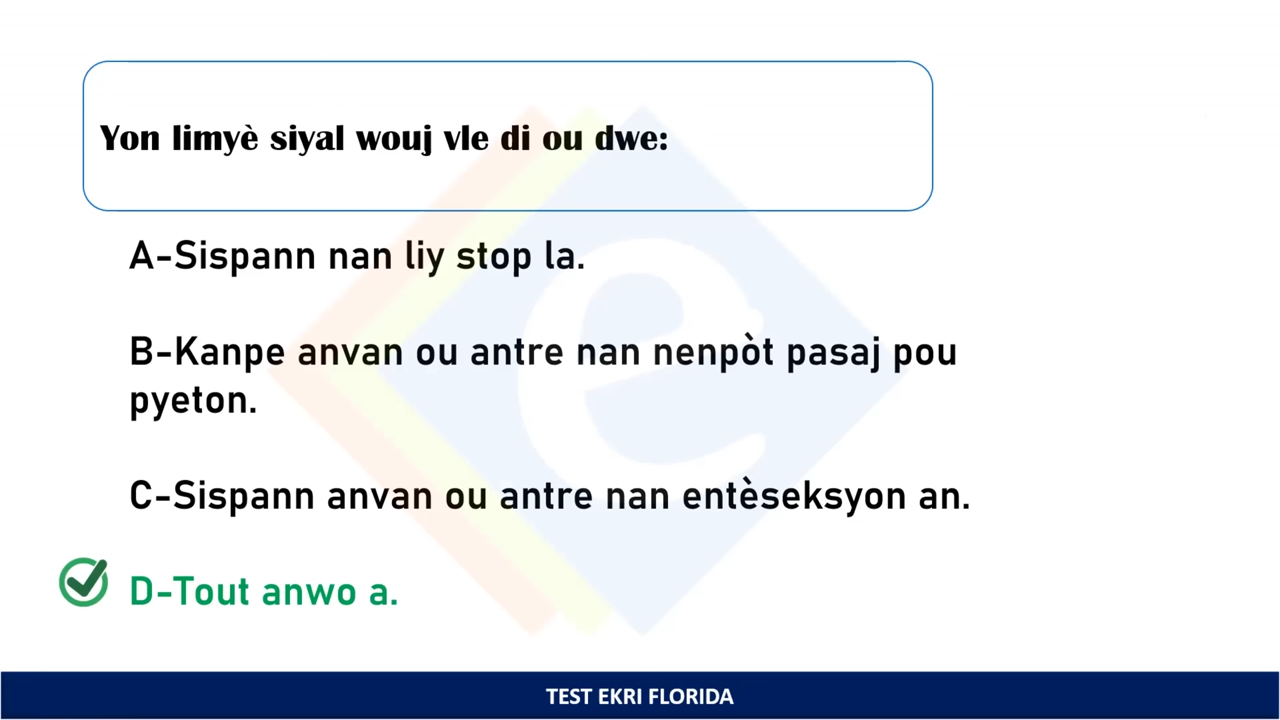 Yon limyè siyal wouj vle di ou dwe:
A-Sispann nan liy stop la.
B-Kanpe anvan ou antre nan nenpòt pasaj pou
pyeton.
C-Sispann anvan ou antre nan entèseksyon an.
D-Tout anwo a.
TEST EKRI FLORIDA